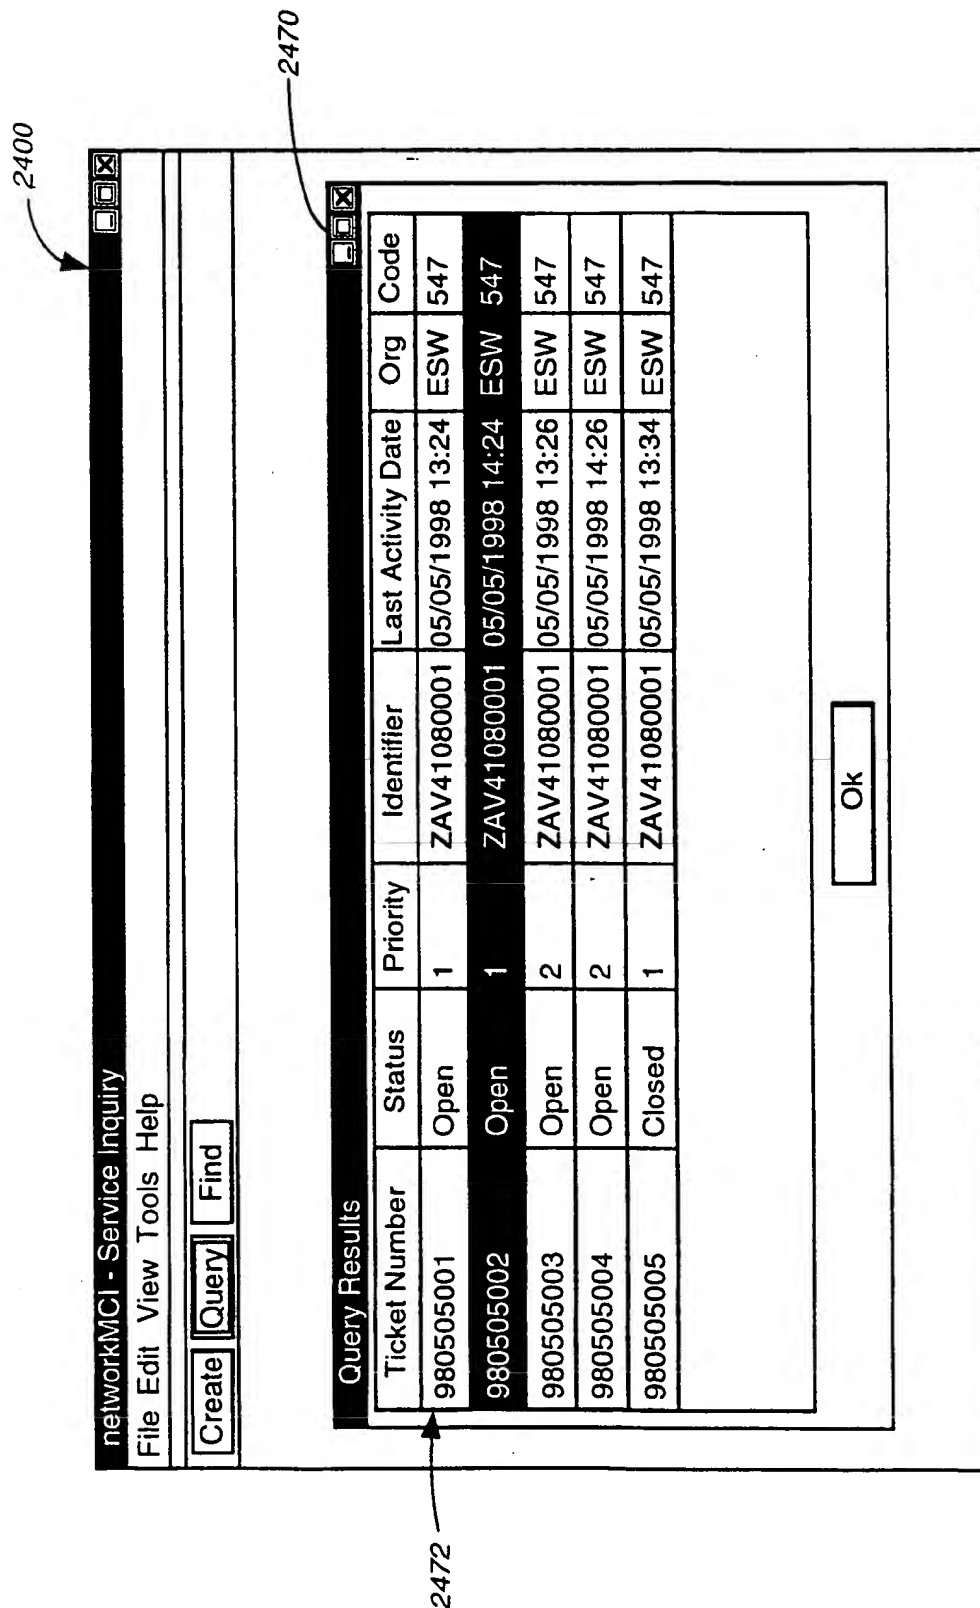 2400
networkMCI - Service Inquiry
File Edit View Tools Help
Create Query Find
2470
Query Results
Ticket Number Status Priority Identifier Last Activity Date Org Code
2472
980505001 Open 1 ZAV41080001 05/05/1998 13:24 ESW 547
980505002 Open 1 ZAV41080001 05/05/1998 14:24 ESW 547
980505003 Open 2 ZAV41080001 05/05/1998 13:26 ESW 547
980505004 Open 2 ZAV41080001 05/05/1998 14:26 ESW 547
980505005 Closed 1 ZAV41080001 05/05/1998 13:34 ESW 547
Ok